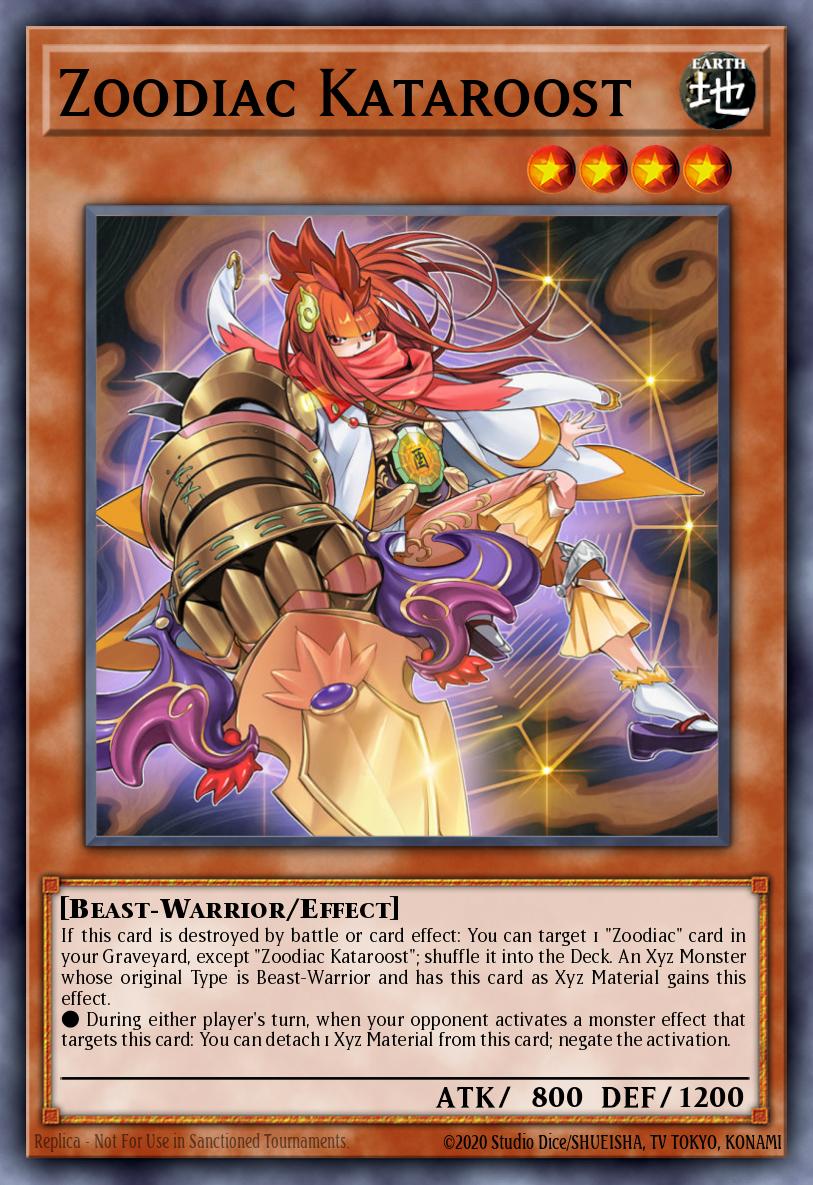 Zoodiac Kataroost
EARTH
地
[Beast-Warrior/Effect]
If this card is destroyed by battle or card effect: You can target 1 "Zoodiac" card in
your Graveyard, except "Zoodiac Kataroost"; shuffle it into the Deck. An Xyz Monster
whose original Type is Beast-Warrior and has this card as Xyz Material gains this
effect.
● During either player's turn, when your opponent activates a monster effect that
targets this card: You can detach 1 Xyz Material from this card; negate the activation.
ATK/ 800 DEF/1200
Replica - Not For Use in Sanctioned Tournaments.
©2020 Studio Dice/SHUEISHA, TV TOKYO, KONAMI